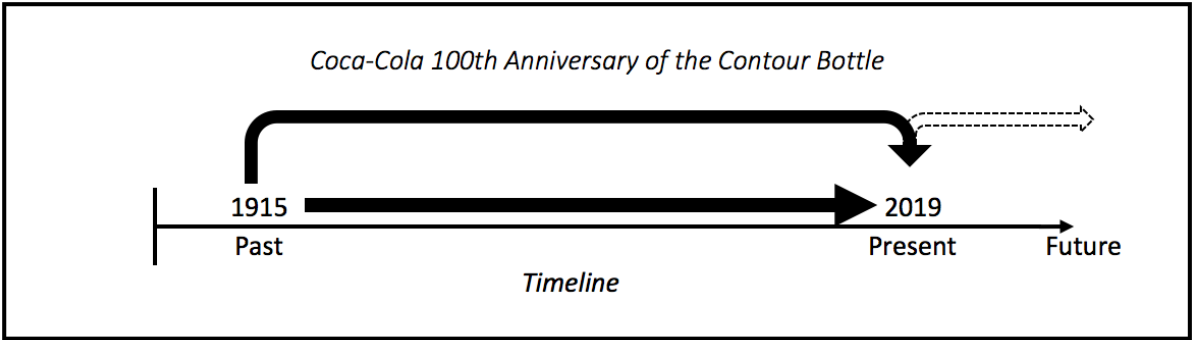 Coca-Cola 100th Anniversary of the Contour Bottle
1915 2019
Past Present Future
Timeline